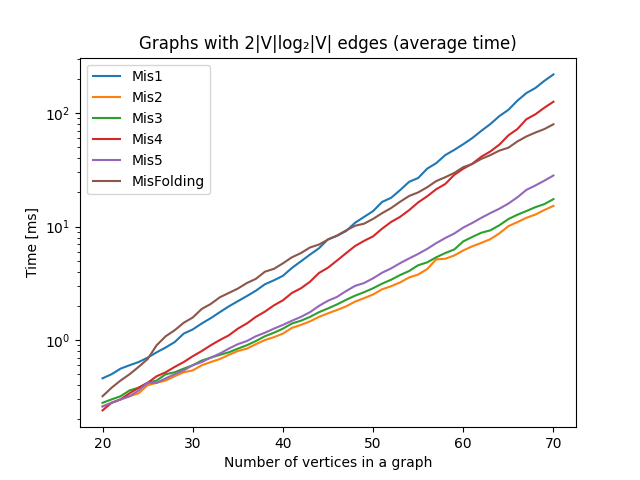 Graphs with 2|V|log₂|V| edges (average time)
Mis1
Mis2
Mis3
Mis4
Mis5
MisFolding
Time [ms]
10²
10¹
10⁰
20 30 40 50 60 70
Number of vertices in a graph